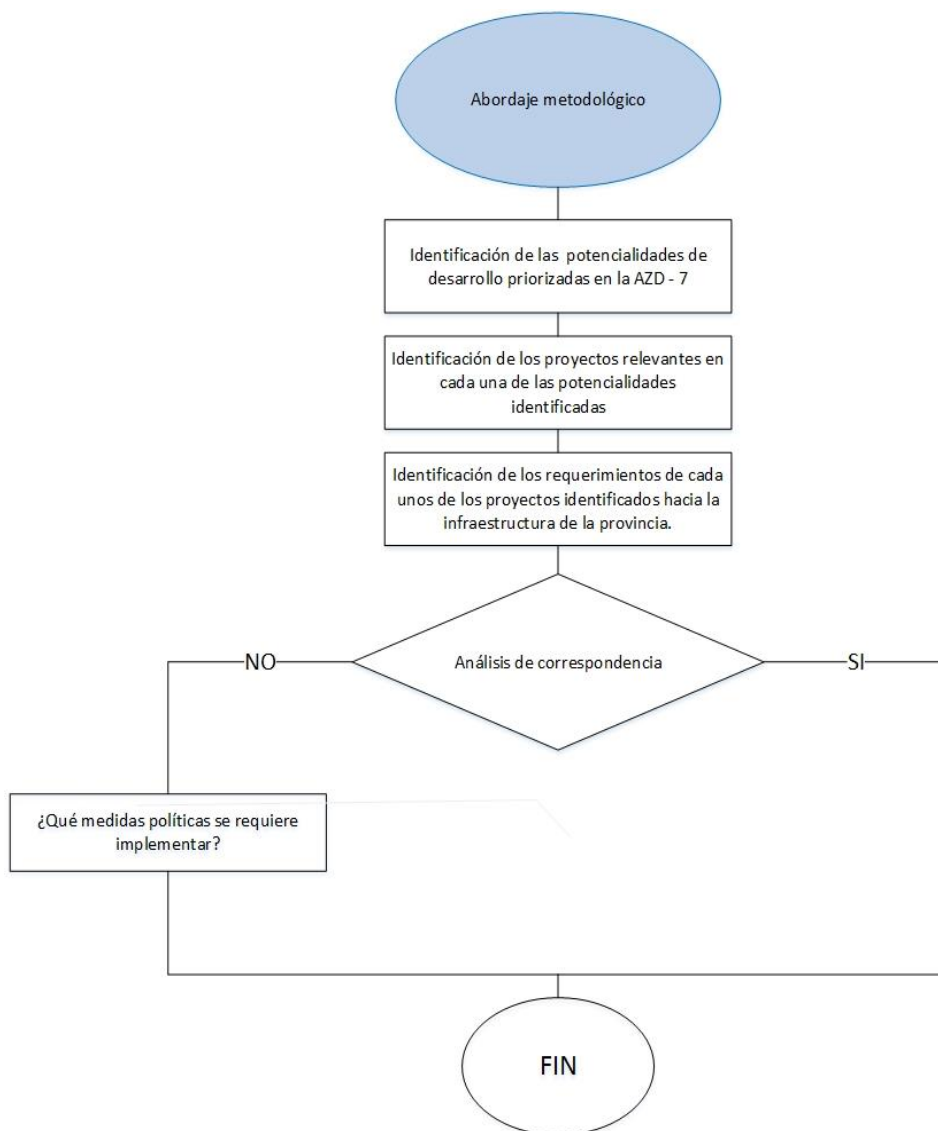 Abordaje metodológico
Identificación de las potencialidades de
desarrollo priorizadas en la AZD - 7
Identificación de los proyectos relevantes en
cada una de las potencialidades
identificadas
Identificación de los requerimientos de cada
unos de los proyectos identificados hacia la
infraestructura de la provincia.
Análisis de correspondencia
NO
SI
¿Qué medidas políticas se requiere
implementar?
FIN